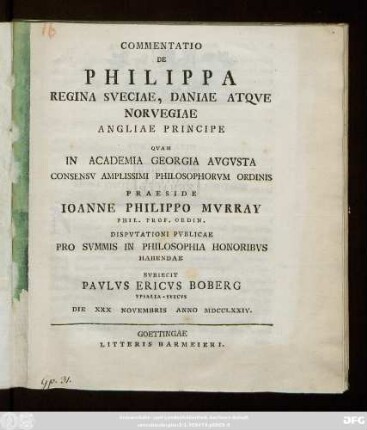 16
COMMENTATIO
DE
PHILIPPA
REGINA SVECIAE, DANIAE ATQVE
NORVEGIAE
ANGLIAE PRINCIPE
QVAM
IN ACADEMIA GEORGIA AVGVSTA
CONSENSV AMPLISSIMI PHILOSOPHORVM ORDINIS
PRAESIDE
IOANNE PHILIPPO MVRRAY
PHIL. PROF. ORDIN.
DISPVTATIONI PVBLICAE
PRO SVMMIS IN PHILOSOPHIA HONORIBVS
HABENDAE
SVBIECIT
PAVLVS ERICVS BOBERG
VPSALIA-SVECVS
DIE XXX NOVEMBRIS ANNO MDCCLXXIV.
GOETTINGAE
LITTERIS BARMEIERI.
DFG